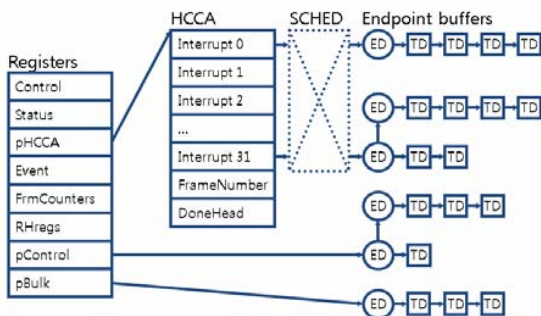 HCCA
SCHED
Endpoint buffers
Registers
Control
Status
pHCCA
Event
FrmCounters
RHregs
pControl
pBulk
Interrupt 0
Interrupt 1
Interrupt 2
...
Interrupt 31
FrameNumber
DoneHead
ED TD TD TD TD
ED TD TD TD TD
ED TD TD
ED TD TD TD
ED TD
ED TD TD TD